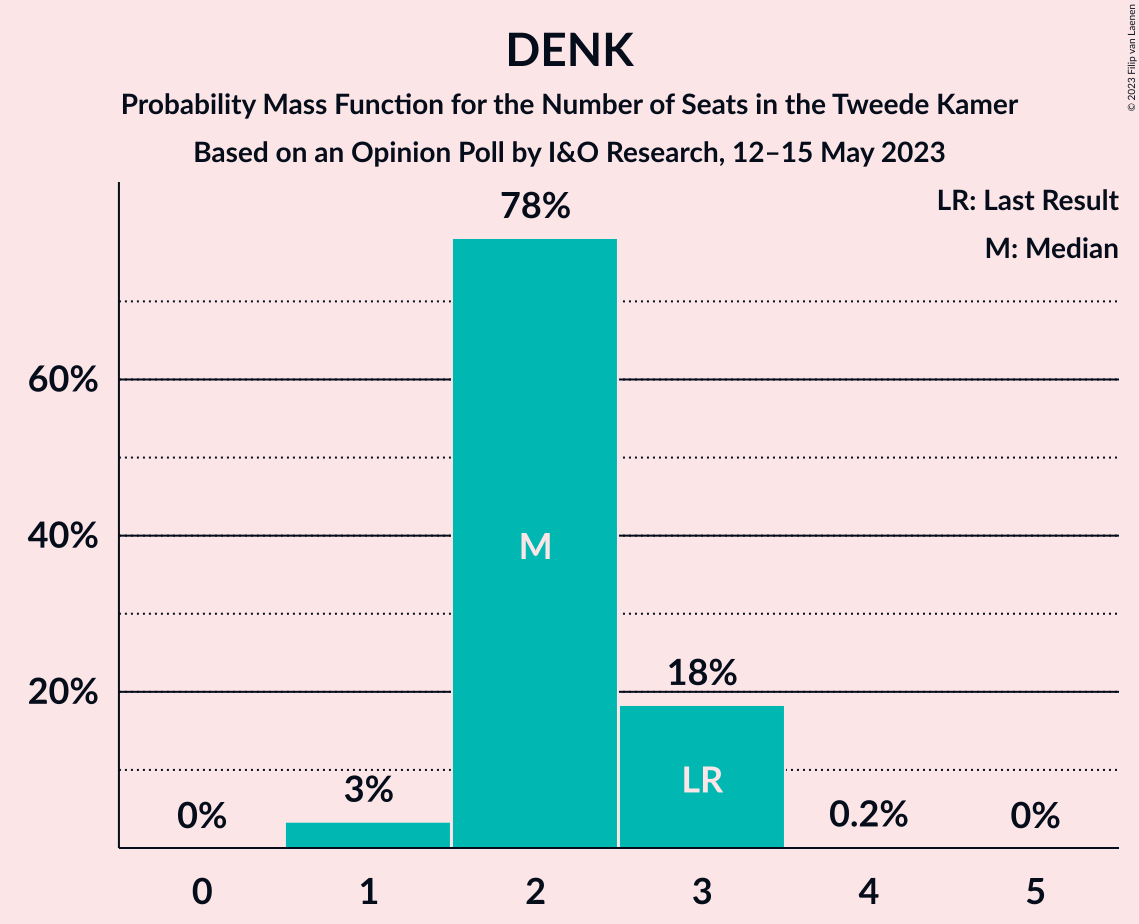 DENK
Probability Mass Function for the Number of Seats in the Tweede Kamer
Based on an Opinion Poll by I&O Research, 12–15 May 2023
© 2023 Filip van Laenen
LR: Last Result
M: Median
78%
60%
40%
M
18%
20%
LR
3%
0%
0.2%
0%
0 1 2 3 4 5